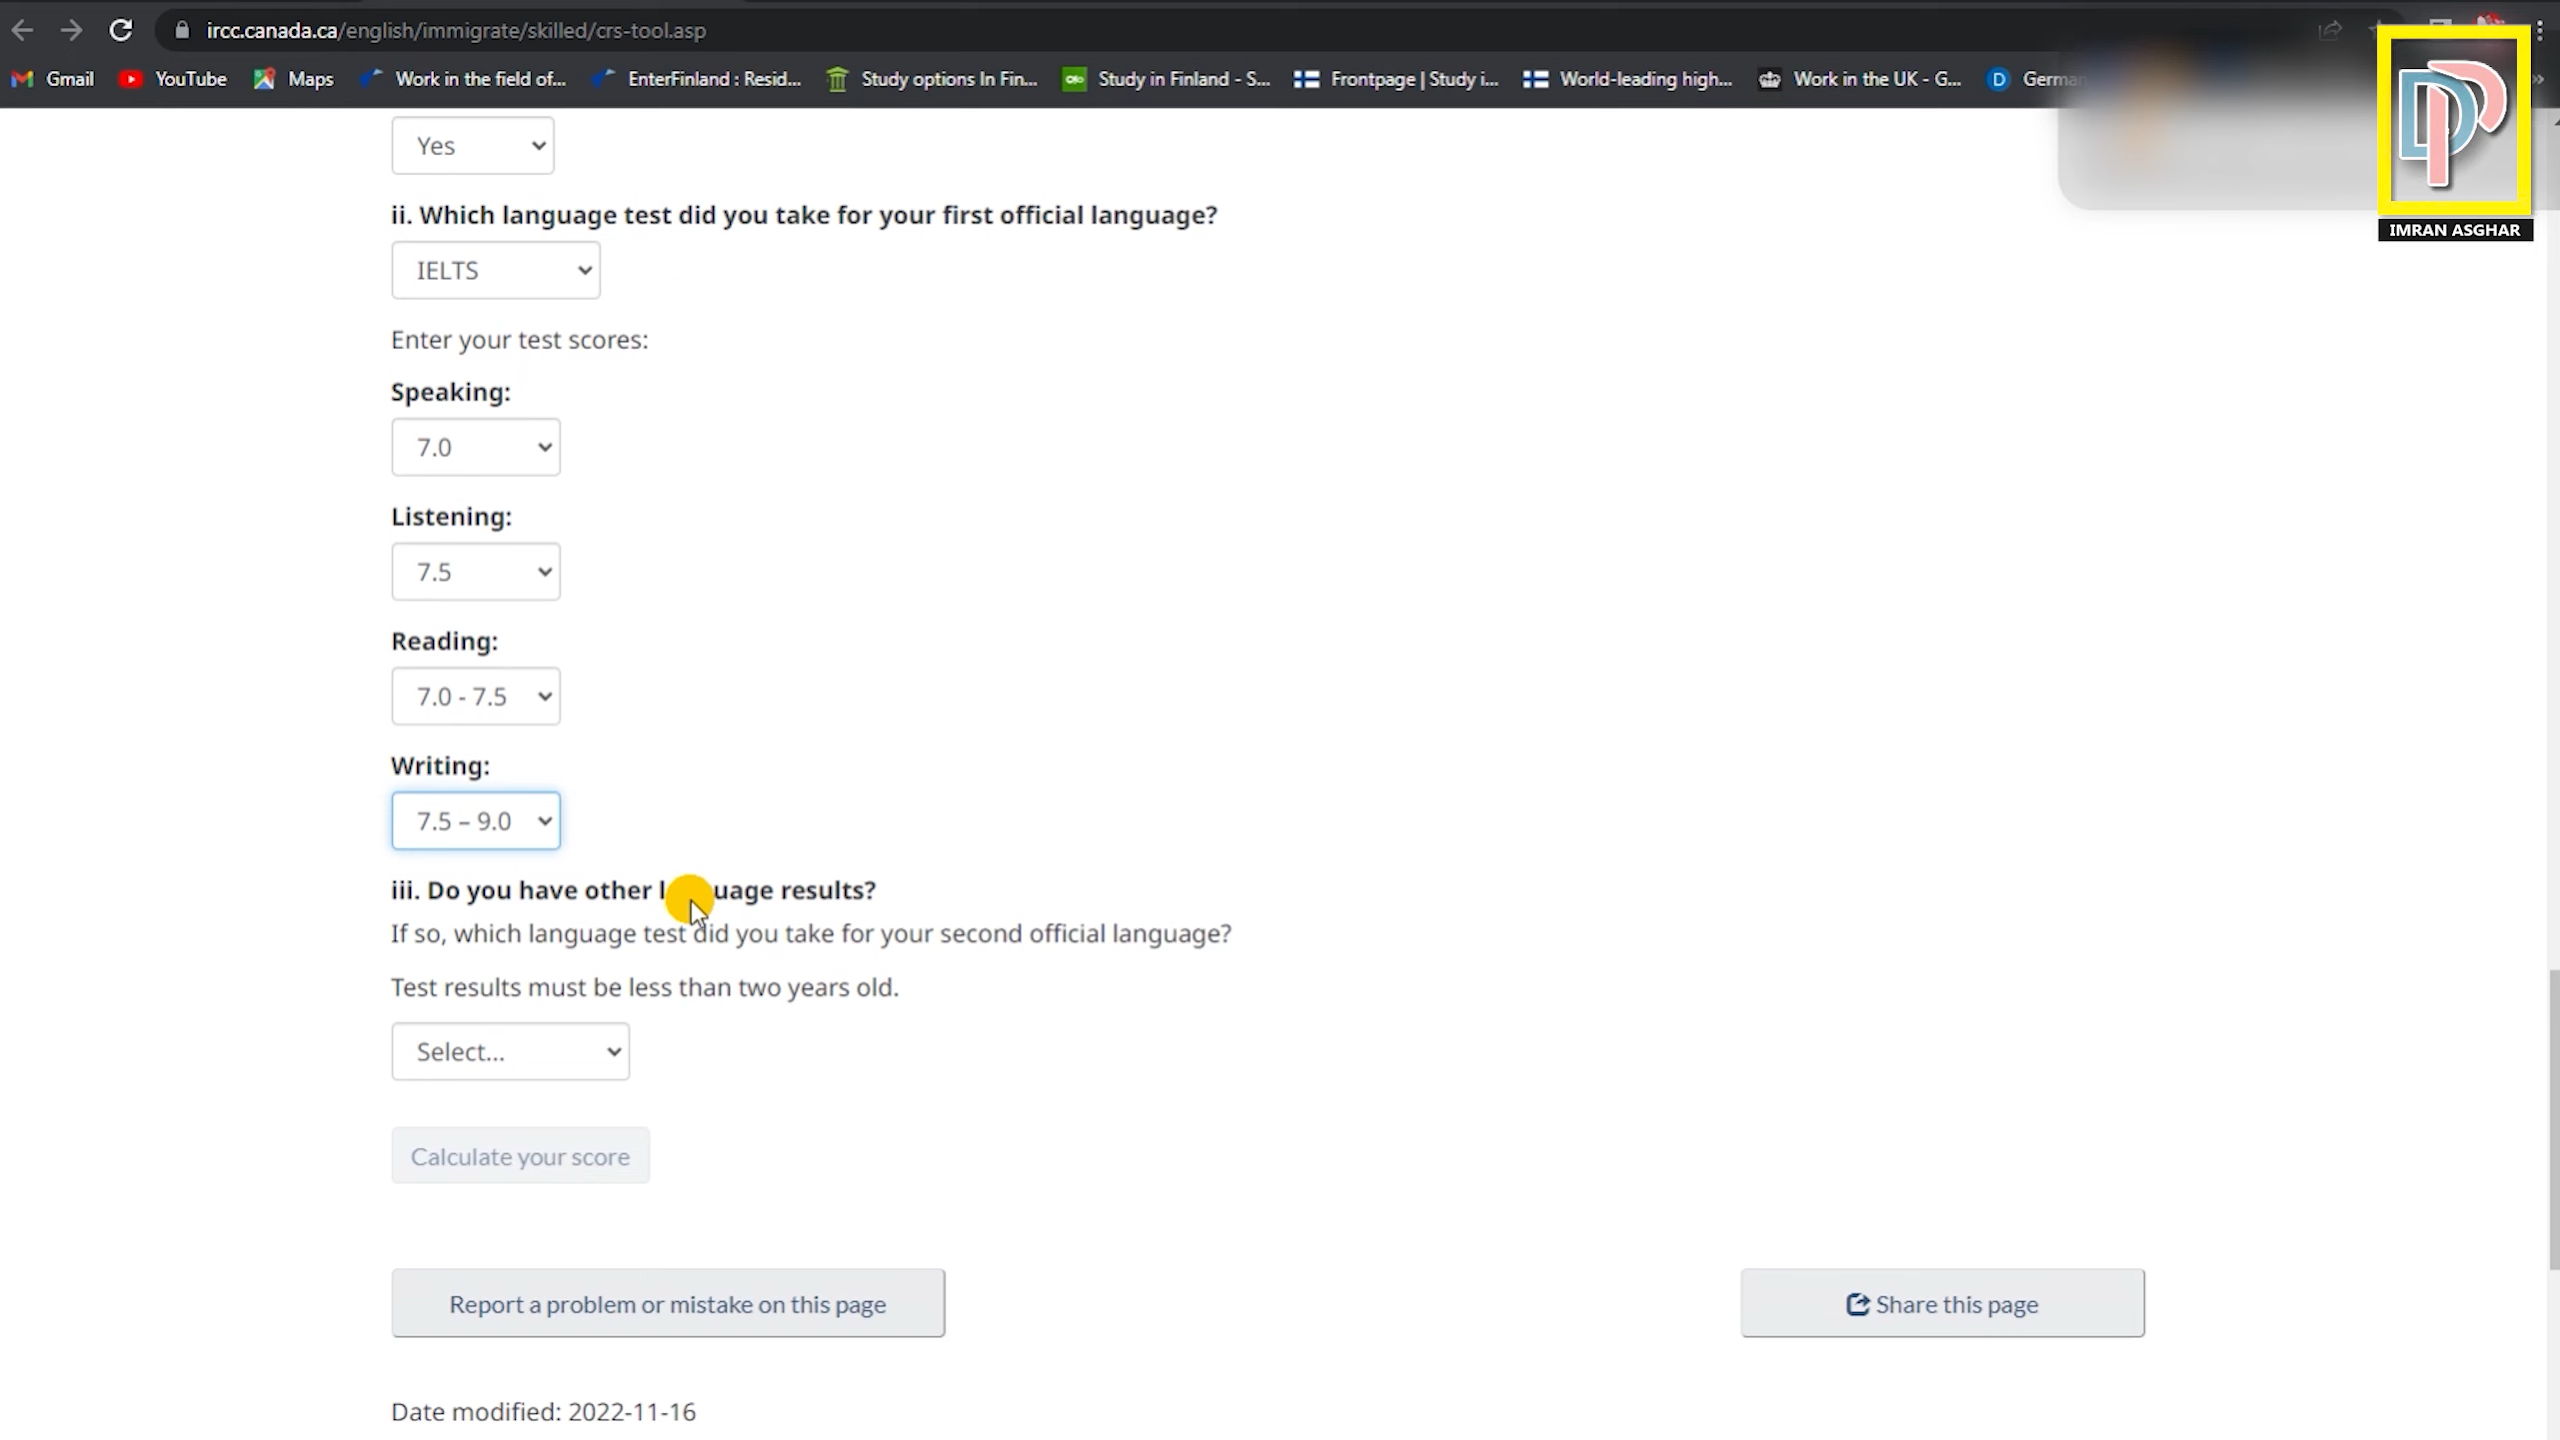 ircc.canada.ca/english/immigrate/skilled/crs-tool.asp
Gmail YouTube Maps Work in the field of... EnterFinland : Resid... Study options In Fin... Study in Finland - S... Frontpage | Study i... World-leading high... Work in the UK - G... D
IMRAN ASGHAR
Yes
ii. Which language test did you take for your first official language?
IELTS
Enter your test scores:
Speaking:
7.0
Listening:
7.5
Reading:
7.0 - 7.5
Writing:
7.5 – 9.0
iii. Do you have other results?
If so, which language test did you take for your second official language?
Test results must be less than two years old.
Select...
Calculate your score
Report a problem or mistake on this page
Share this page
Date modified: 2022-11-16